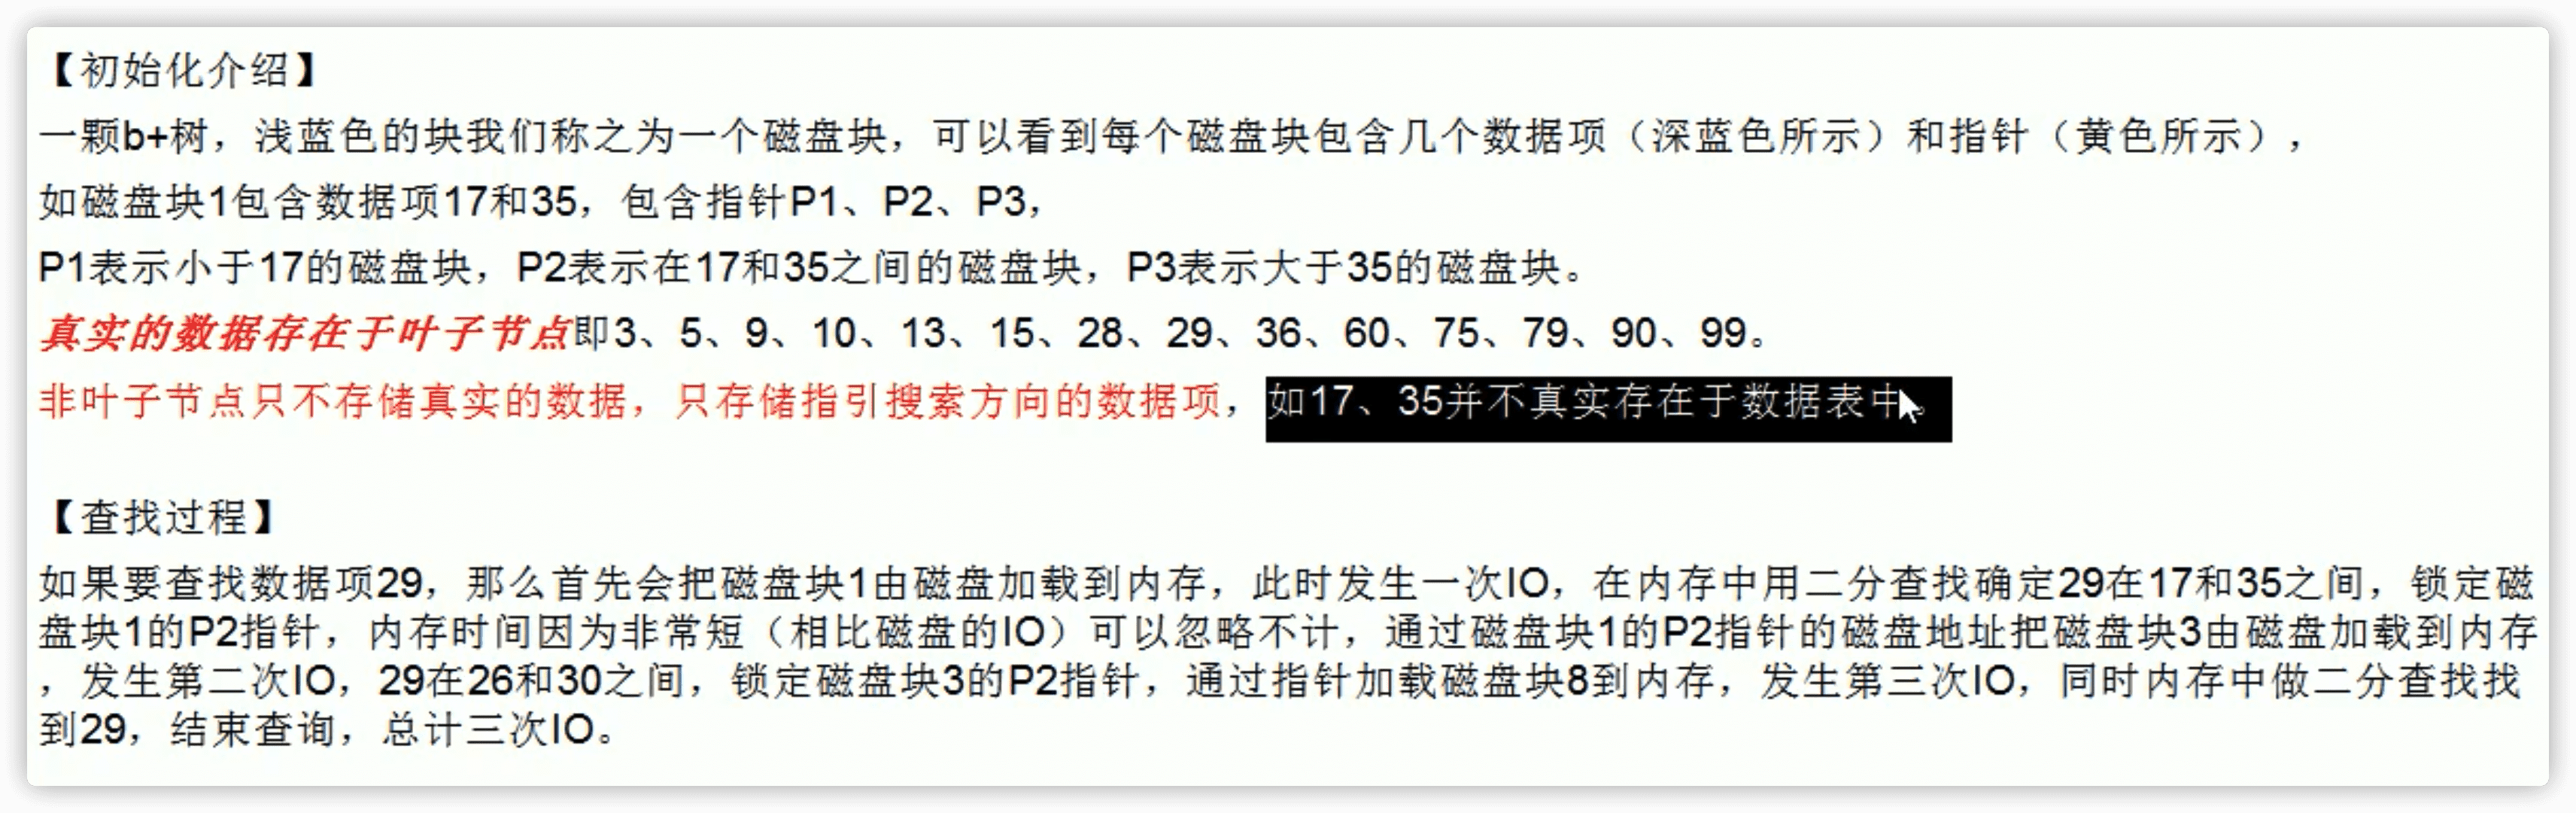 【初始化介绍】
一颗b+树，浅蓝色的块我们称之为一个磁盘块，可以看到每个磁盘块包含几个数据项（深蓝色所示）和指针（黄色所示），
如磁盘块1包含数据项17和35，包含指针P1、P2、P3，
P1表示小于17的磁盘块，P2表示在17和35之间的磁盘块，P3表示大于35的磁盘块。
真实的数据存在于叶子节点即3、5、9、10、13、15、28、29、36、60、75、79、90、99。
非叶子节点只不存储真实的数据，只存储指引搜索方向的数据项，如17、35并不真实存在于数据表中。
【查找过程】
如果要查找数据项29，那么首先会把磁盘块1由磁盘加载到内存，此时发生一次IO，在内存中用二分查找确定29在17和35之间，锁定磁
盘块1的P2指针，内存时间因为非常短（相比磁盘的IO）可以忽略不计，通过磁盘块1的P2指针的磁盘地址把磁盘块3由磁盘加载到内存
，发生第二次IO，29在26和30之间，锁定磁盘块3的P2指针，通过指针加载磁盘块8到内存，发生第三次IO，同时内存中做二分查找找
到29，结束查询，总计三次IO。